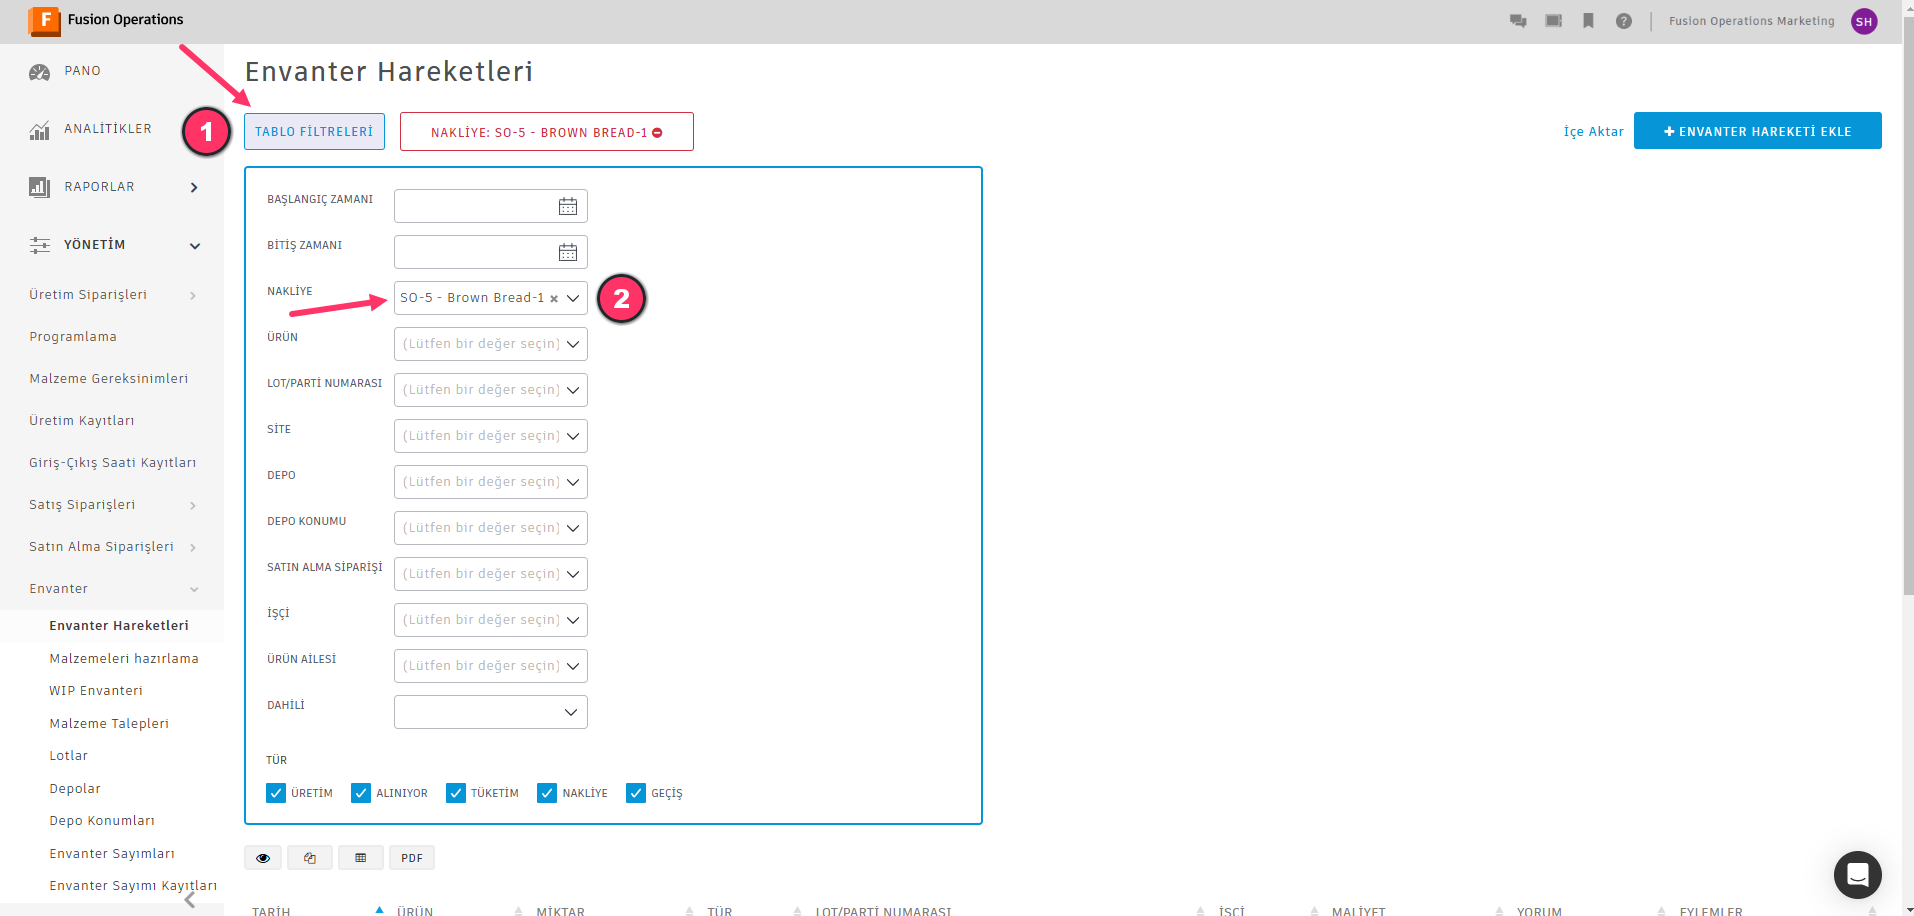 F Fusion Operations
Fusion Operations Marketing SH
PANO
ANALİTİKLER
RAPORLAR
YÖNETİM
Üretim Siparişleri
Programlama
Malzeme Gereksinimleri
Üretim Kayıtları
Giriş-Çıkış Saati Kayıtları
Satış Siparişleri
Satın Alma Siparişleri
Envanter
Envanter Hareketleri
Malzemeleri hazırlama
WIP Envanteri
Malzeme Talepleri
Lotlar
Depolar
Depo Konumları
Envanter Sayımları
Envanter Sayımı Kayıtları
Envanter Hareketleri
1 TABLO FİLTRELERİ NAKLİYE: SO-5 - BROWN BREAD-1 İçe Aktar + ENVANTER HAREKETİ EKLE
BAŞLANGIÇ ZAMANI
BİTİŞ ZAMANI
NAKLİYE SO-5 - Brown Bread-1 × 2
ÜRÜN (Lütfen bir değer seçin)
LOT/PARTİ NUMARASI (Lütfen bir değer seçin)
SİTE (Lütfen bir değer seçin)
DEPO (Lütfen bir değer seçin)
DEPO KONUMU (Lütfen bir değer seçin)
SATIN ALMA SİPARİŞİ (Lütfen bir değer seçin)
İŞÇİ (Lütfen bir değer seçin)
ÜRÜN AİLESİ (Lütfen bir değer seçin)
DAHİLİ
TÜR
ÜRETİM ALINIYOR TÜKETİM NAKLİYE GEÇİŞ
PDF
TARİH ÜRÜN MİKTAR TÜR LOT/PARTİ NUMARASI İŞÇİ MALİYET YORUM EYLEMLER